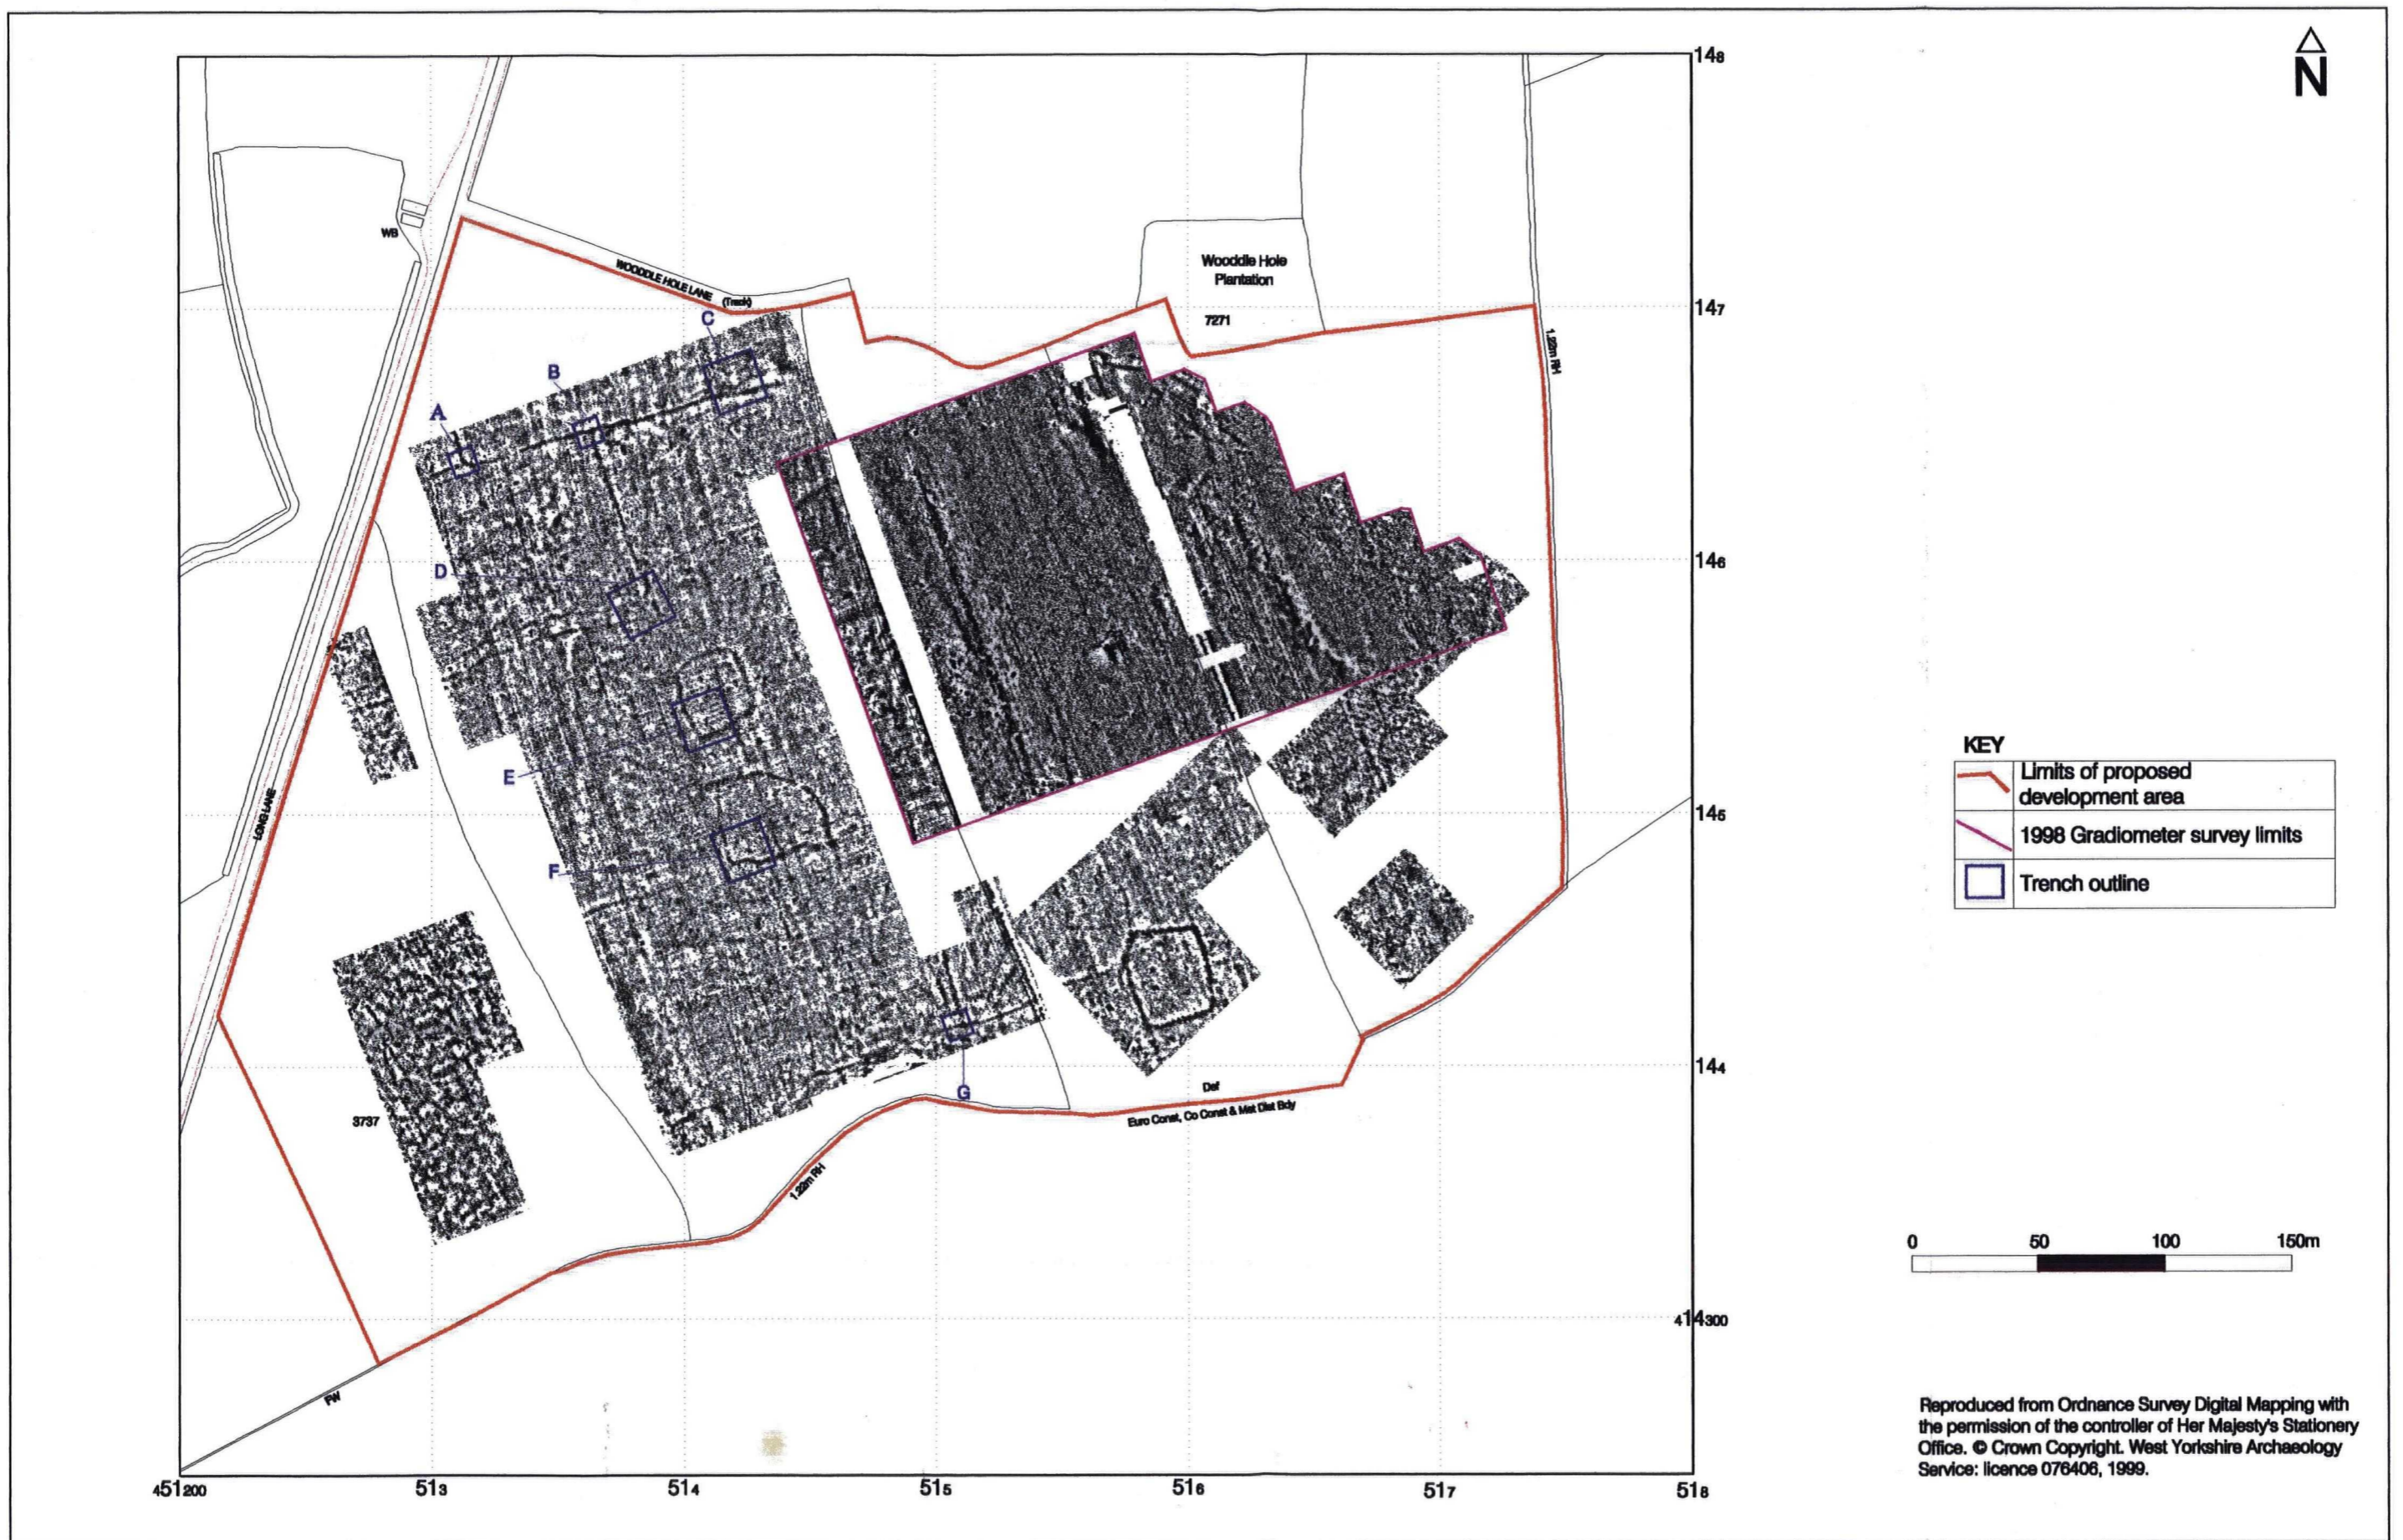 148
N
WB
WOODDLE HOLE LANE
(Track)
Wooddle Hole
Plantation
7271
147
1.22m RH
C
B
A
146
D
E
LONG LANE
145
F
G
144
Def
Euro Const, Co Const & Met Dist Bdy
3737
1.22m RH
FW
414300
451200
513
514
515
516
517
518
KEY
Limits of proposed
development area
1998 Gradiometer survey limits
Trench outline
0 50 100 150m
Reproduced from Ordnance Survey Digital Mapping with
the permission of the controller of Her Majesty's Stationery
Office. © Crown Copyright. West Yorkshire Archaeology
Service: licence 076406, 1999.